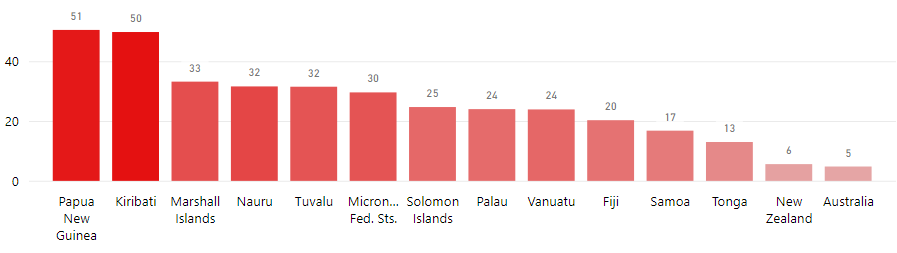 51
50
33
32
32
30
25
24
24
20
17
13
6
5
40
20
0
Papua
New
Guinea
Kiribati
Marshall
Islands
Nauru
Tuvalu
Micron...
Fed. Sts.
Solomon
Islands
Palau
Vanuatu
Fiji
Samoa
Tonga
New
Zealand
Australia